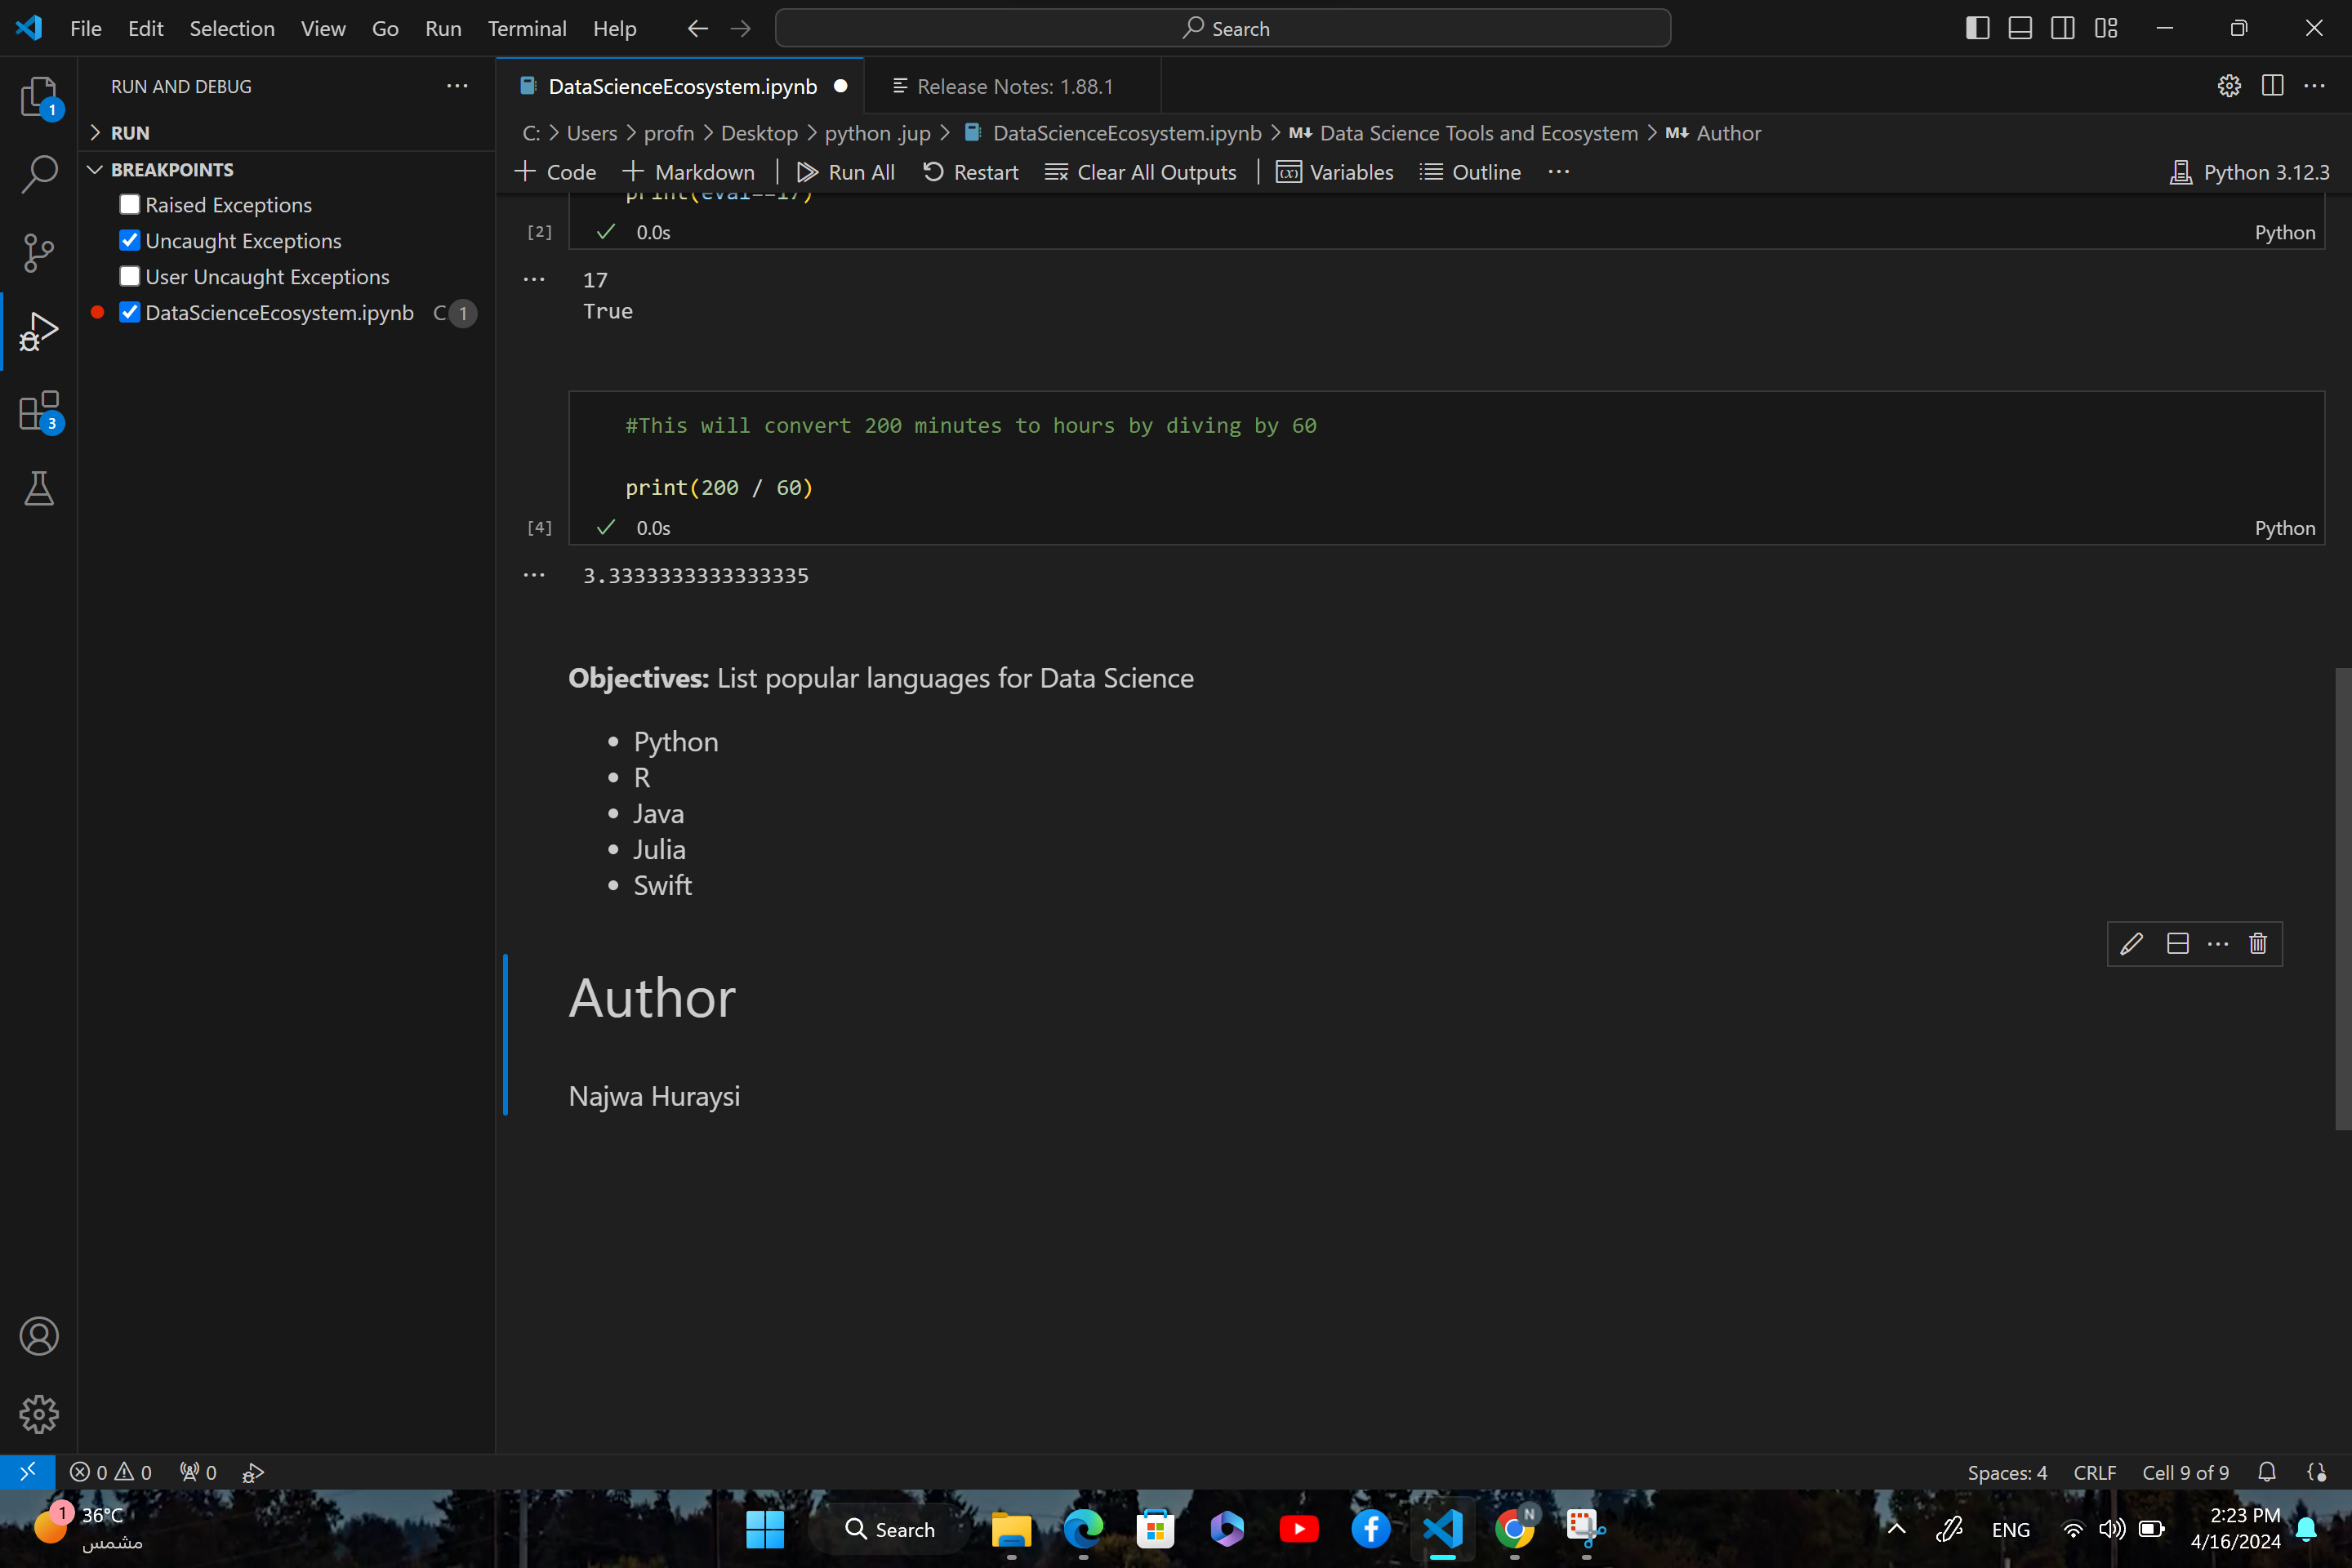 File Edit Selection View Go Run Terminal Help Search
RUN AND DEBUG
RUN
BREAKPOINTS
Raised Exceptions
Uncaught Exceptions
User Uncaught Exceptions
DataScienceEcosystem.ipynb C 1
1
3
DataScienceEcosystem.ipynb Release Notes: 1.88.1
C: > Users > profn > Desktop > python .jup > DataScienceEcosystem.ipynb > M↓ Data Science Tools and Ecosystem > M↓ Author
+ Code + Markdown | Run All Restart Clear All Outputs | Variables Outline ... Python 3.12.3
print(eval==17)
[2] 0.0s Python
... 17
True
#This will convert 200 minutes to hours by diving by 60
print(200 / 60)
[4] 0.0s Python
... 3.3333333333333335
Objectives: List popular languages for Data Science
• Python
• R
• Java
• Julia
• Swift
Author
Najwa Huraysi
0 0 0 Spaces: 4 CRLF Cell 9 of 9
1 36°C
مشمس
Search N ENG 2:23 PM
4/16/2024